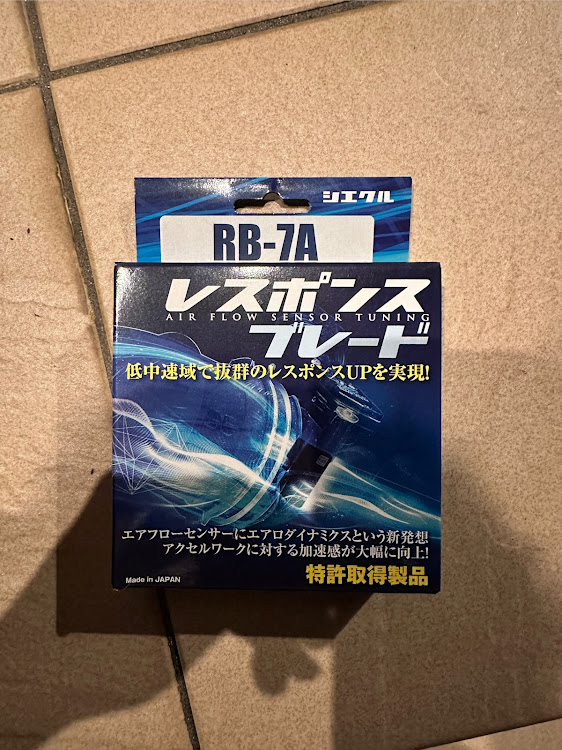 シエクル
RB-7A
レスポンス
AIR FLOW SENSOR TUNING
ブレード
低中速域で抜群のレスポンスUPを実現!
エアフローセンサーにエアロダイナミクスという新発想
アクセルワークに対する加速感が大幅に向上!
特許取得製品
Made in JAPAN